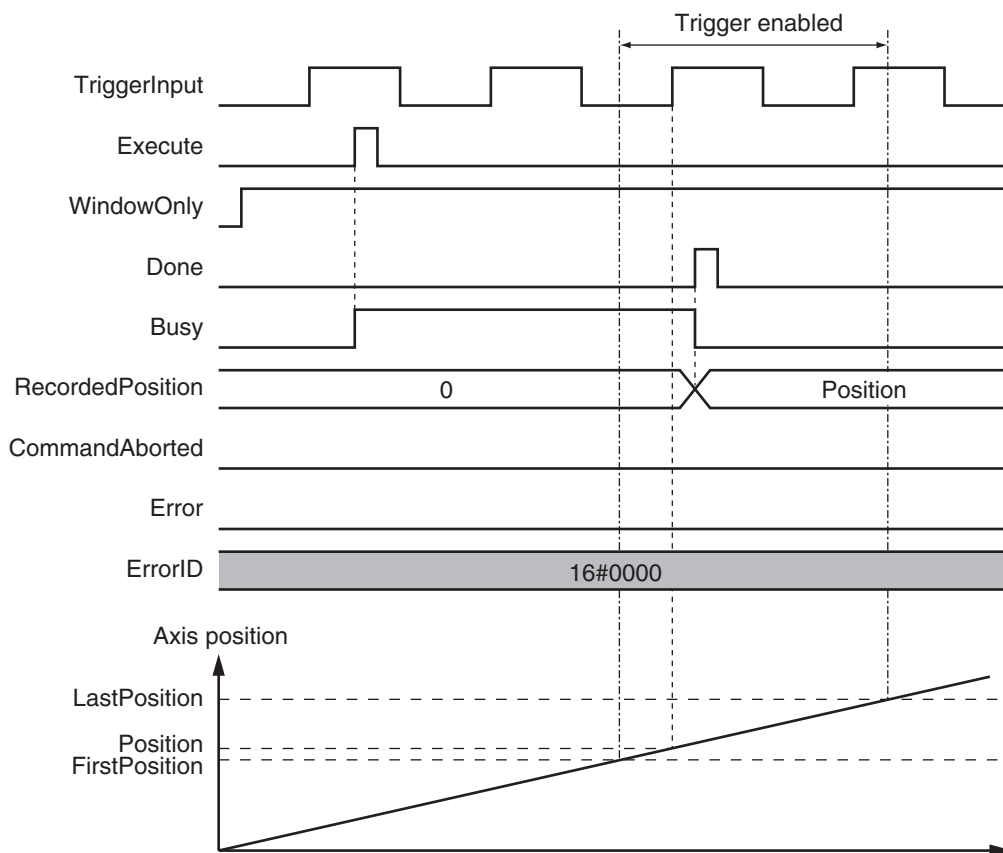 Trigger enabled
TriggerInput
Execute
WindowOnly
Done
Busy
RecordedPosition
0
Position
CommandAborted
Error
ErrorID
16#0000
Axis position
LastPosition
Position
FirstPosition